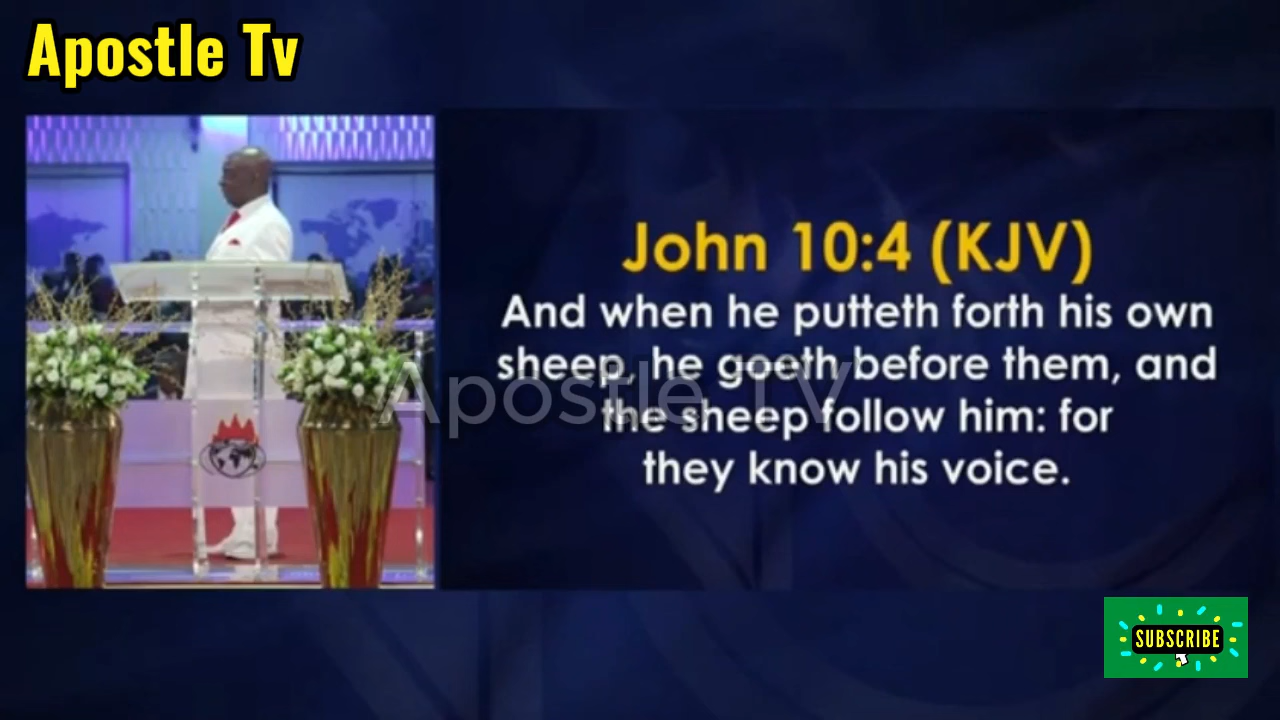 Apostle Tv
John 10:4 (KJV)
And when he putteth forth his own
sheep, he goeth before them, and
the sheep follow him: for
they know his voice.
Apostle TV
SUBSCRIBE